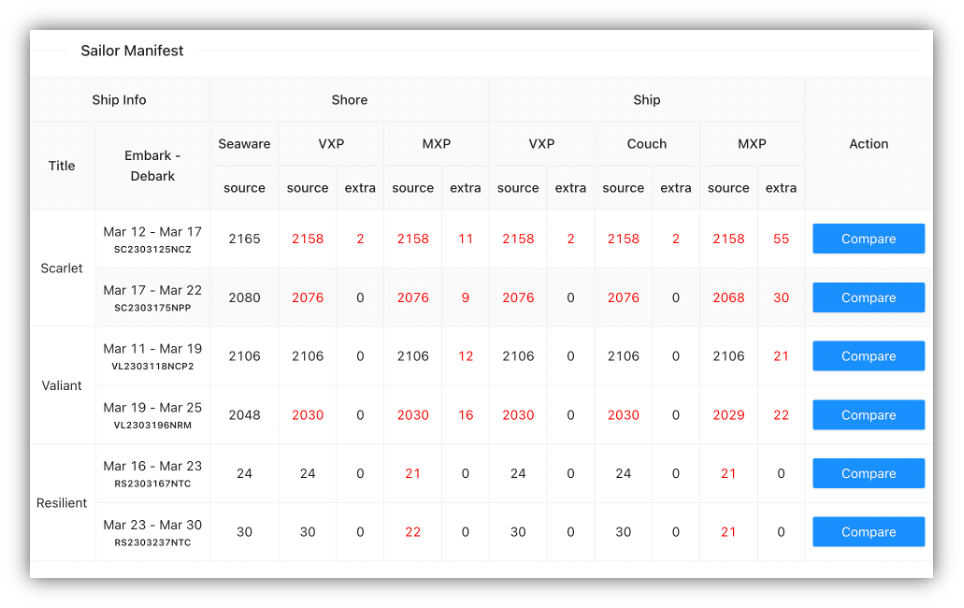 Sailor Manifest
Ship Info Shore Ship Action
Title Embark - Debark Seaware VXP MXP VXP Couch MXP
source source extra source extra source extra source extra source extra
Scarlet
Mar 12 - Mar 17 2165 2158 2 2158 11 2158 2 2158 2 2158 55 Compare
SC2303125NCZ
Mar 17 - Mar 22 2080 2076 0 2076 9 2076 0 2076 0 2068 30 Compare
SC2303175NPP
Valiant
Mar 11 - Mar 19 2106 2106 0 2106 12 2106 0 2106 0 2106 21 Compare
VL2303118NCP2
Mar 19 - Mar 25 2048 2030 0 2030 16 2030 0 2030 0 2029 22 Compare
VL2303196NRM
Resilient
Mar 16 - Mar 23 24 24 0 21 0 24 0 24 0 21 0 Compare
RS2303167NTC
Mar 23 - Mar 30 30 30 0 22 0 30 0 30 0 21 0 Compare
RS2303237NTC